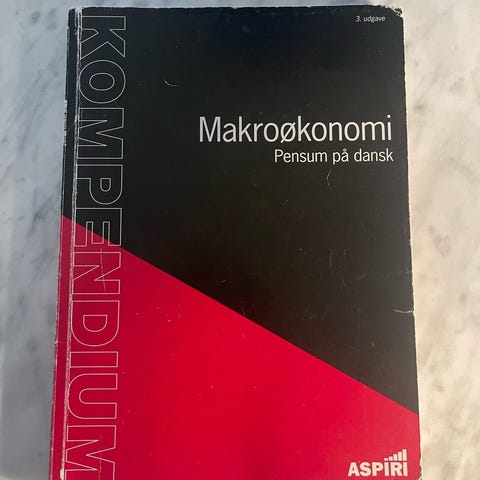 3. udgave
KOMPENDIUM
Makroøkonomi
Pensum på dansk
ASPIRI